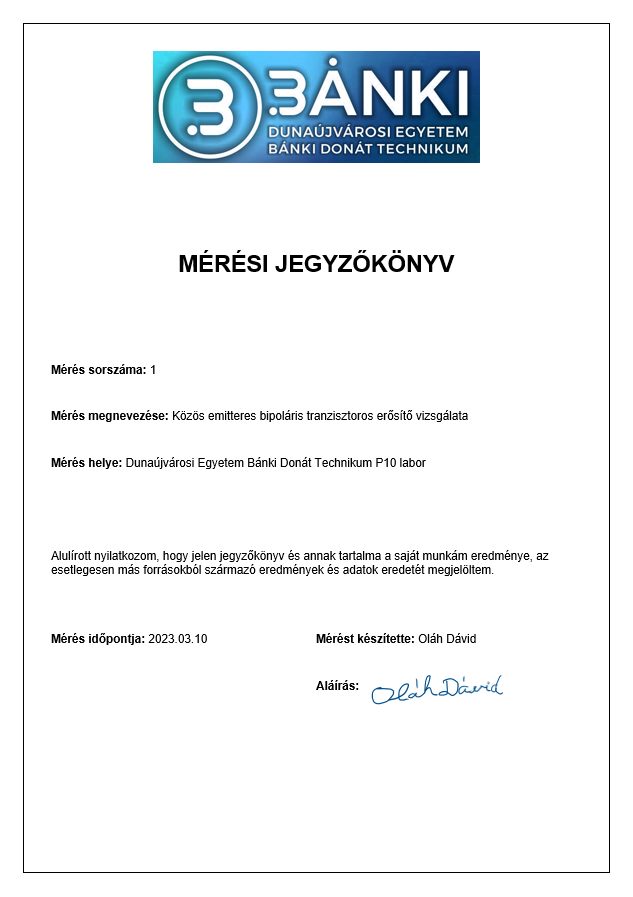 BÁNKI
DUNAÚJVÁROSI EGYETEM
BÁNKI DONÁT TECHNIKUM
MÉRÉSI JEGYZŐKÖNYV
Mérés sorszáma: 1
Mérés megnevezése: Közös emitteres bipoláris tranzisztoros erősítő vizsgálata
Mérés helye: Dunaújvárosi Egyetem Bánki Donát Technikum P10 labor
Alulírott nyilatkozom, hogy jelen jegyzőkönyv és annak tartalma a saját munkám eredménye, az
esetlegesen más forrásokból származó eredmények és adatok eredetét megjelöltem.
Mérés időpontja: 2023.03.10 Mérést készítette: Oláh Dávid
Aláírás: Oláh Dávid